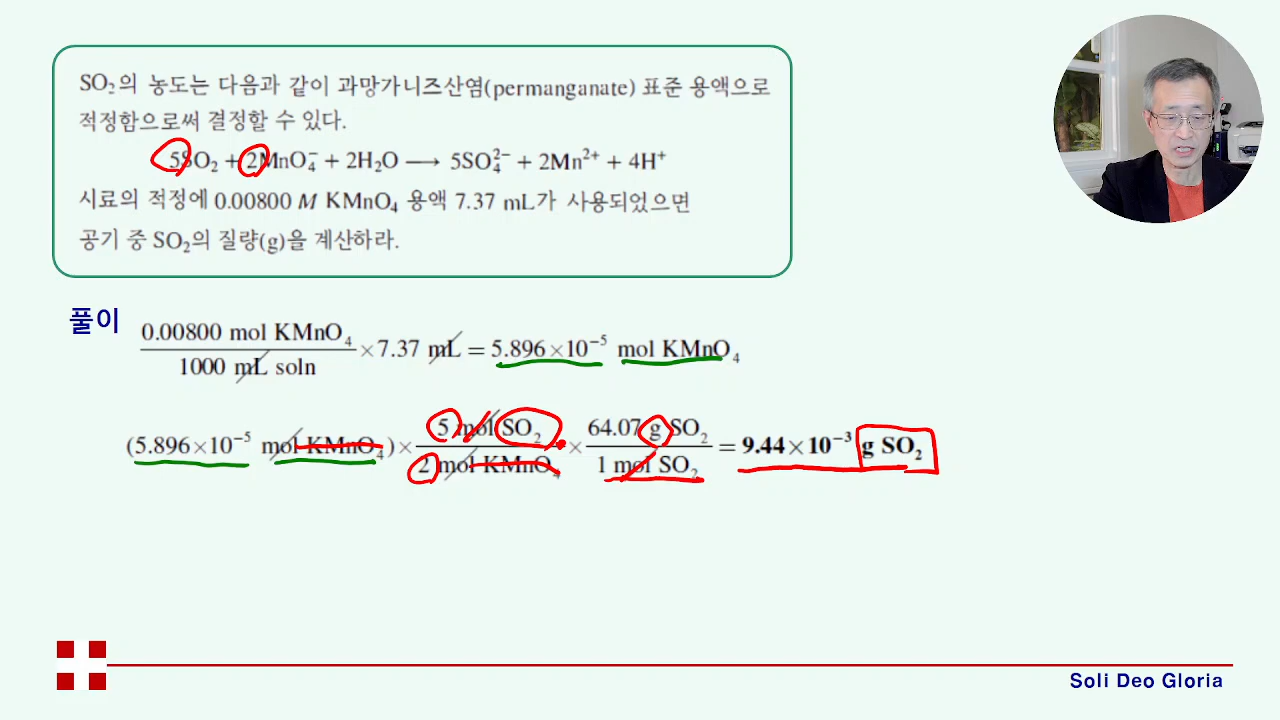 SO₂의 농도는 다음과 같이 과망가니즈산염(permanganate) 표준 용액으로
적정함으로써 결정할 수 있다.
5SO₂ + 2MnO₄⁻ + 2H₂O ⟶ 5SO₄²⁻ + 2Mn²⁺ + 4H⁺
시료의 적정에 0.00800 M KMnO₄ 용액 7.37 mL가 사용되었으면
공기 중 SO₂의 질량(g)을 계산하라.
풀이
0.00800 mol KMnO₄ / 1000 mL soln × 7.37 mL = 5.896×10⁻⁵ mol KMnO₄
(5.896×10⁻⁵ mol KMnO₄) × 5 mol SO₂ / 2 mol KMnO₄ × 64.07 g SO₂ / 1 mol SO₂ = 9.44×10⁻³ g SO₂
Soli Deo Gloria